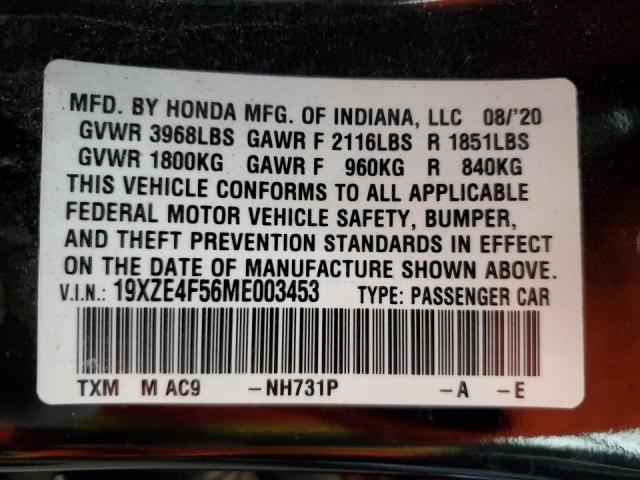 MFD. BY HONDA MFG. OF INDIANA, LLC 08/'20
GVWR 3968LBS GAWR F 2116LBS R 1851LBS
GVWR 1800KG GAWR F 960KG R 840KG
THIS VEHICLE CONFORMS TO ALL APPLICABLE
FEDERAL MOTOR VEHICLE SAFETY, BUMPER,
AND THEFT PREVENTION STANDARDS IN EFFECT
ON THE DATE OF MANUFACTURE SHOWN ABOVE.
V.I.N.: 19XZE4F56ME003453 TYPE: PASSENGER CAR
TXM M AC9 -NH731P -A -E